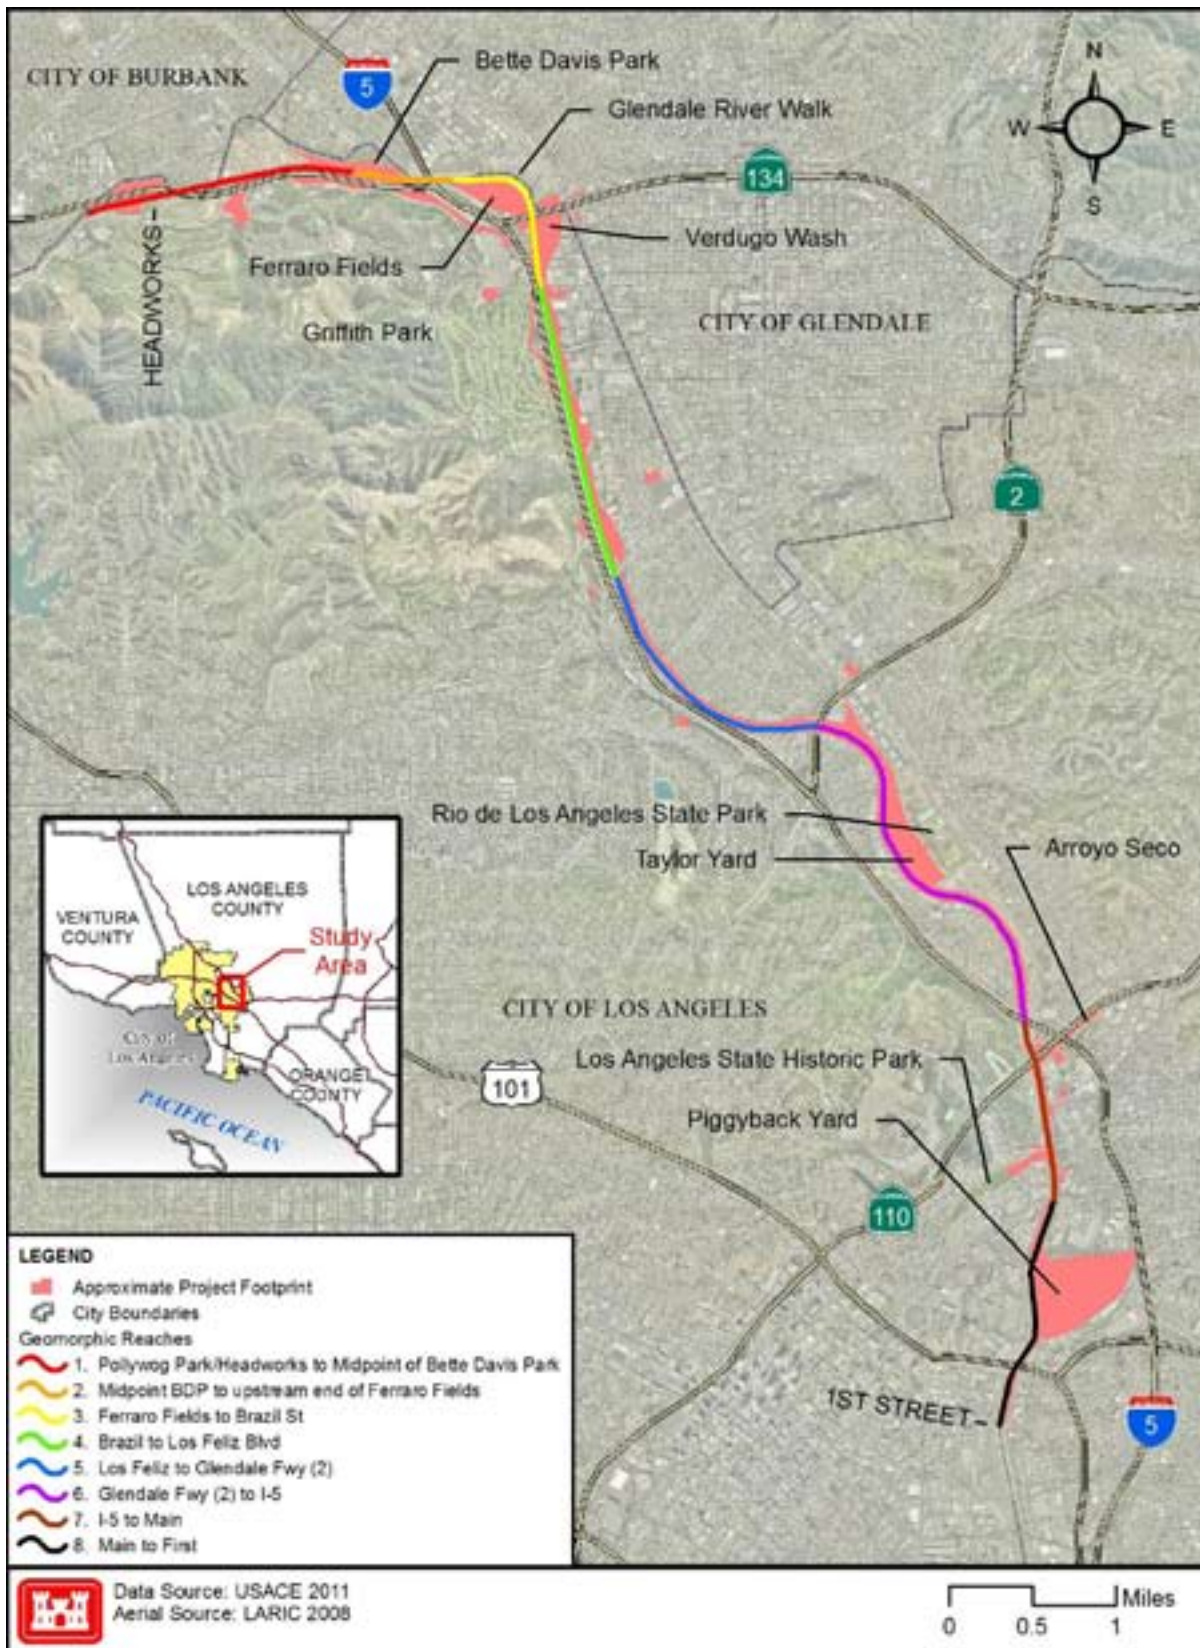 CITY OF BURBANK
5
Bette Davis Park
Glendale River Walk
N
W
E
S
134
HEADWORKS
Verdugo Wash
Ferraro Fields
Griffith Park
CITY OF GLENDALE
2
Rio de Los Angeles State Park
Taylor Yard
Arroyo Seco
LOS ANGELES
COUNTY
VENTURA
COUNTY
Study
Area
City of
Los Angeles
ORANGE
COUNTY
PACIFIC OCEAN
CITY OF LOS ANGELES
101
Los Angeles State Historic Park
Piggyback Yard
110
1ST STREET
5
LEGEND
Approximate Project Footprint
City Boundaries
Geomorphic Reaches
1. Pollywog Park/Headworks to Midpoint of Bette Davis Park
2. Midpoint BDP to upstream end of Ferraro Fields
3. Ferraro Fields to Brazil St
4. Brazil to Los Feliz Blvd
5. Los Feliz to Glendale Fwy (2)
6. Glendale Fwy (2) to I-5
7. I-5 to Main
8. Main to First
Data Source: USACE 2011
Aerial Source: LARIC 2008
Miles
0 0.5 1